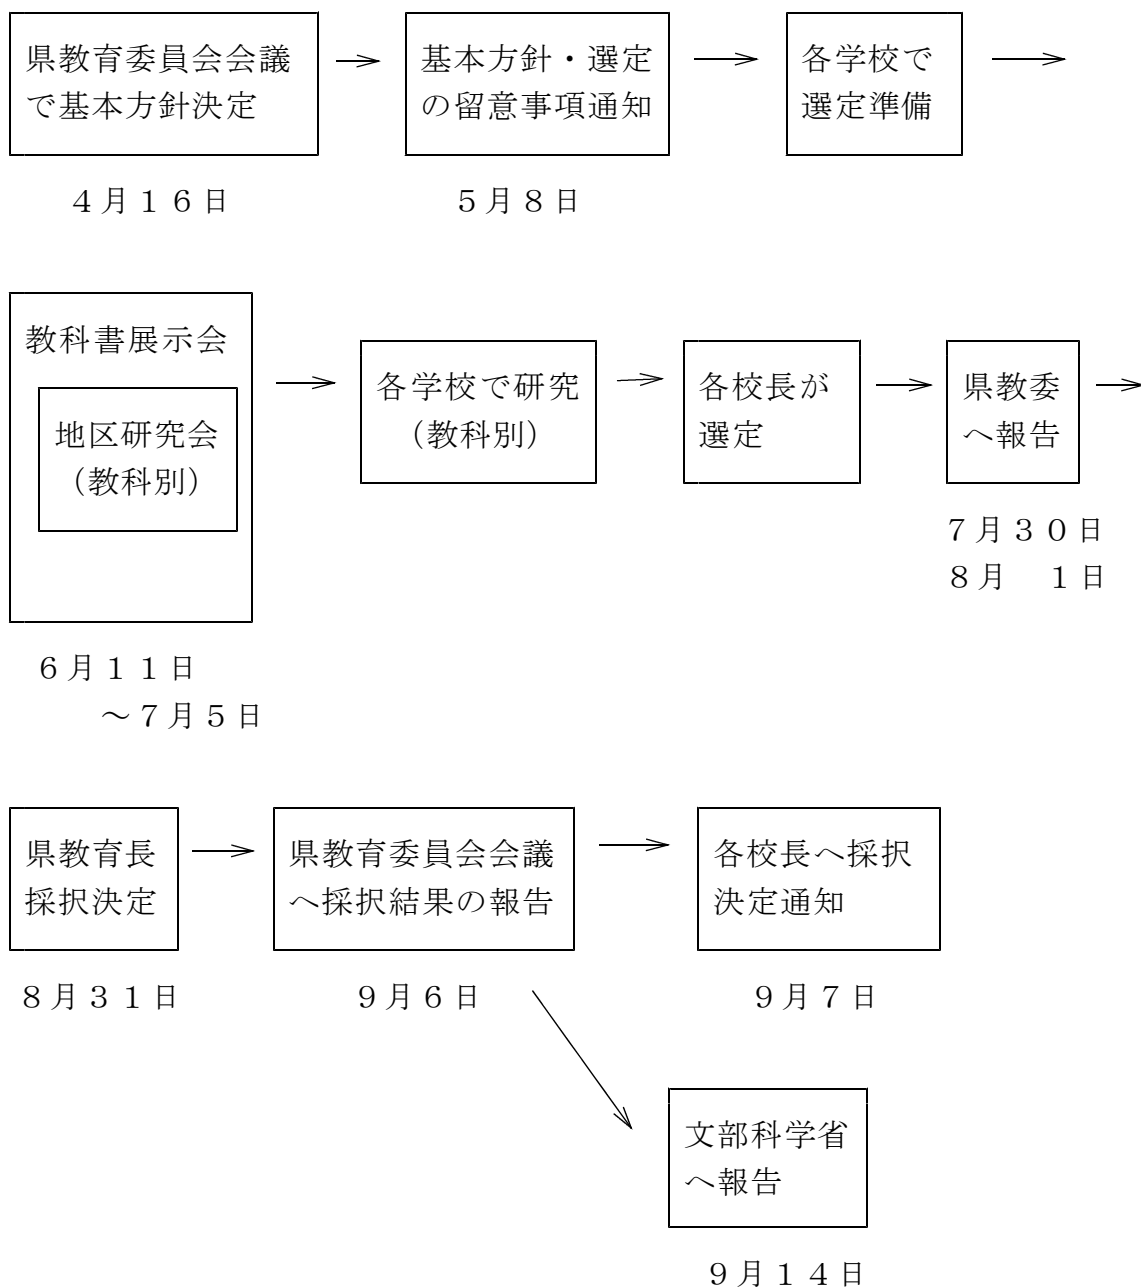 県教育委員会会議
で基本方針決定
基本方針・選定
の留意事項通知
各学校で
選定準備
４月１６日
５月８日
教科書展示会
地区研究会
（教科別）
各学校で研究
（教科別）
各校長が
選定
県教委
へ報告
７月３０日
８月　１日
６月１１日
～７月５日
県教育長
採択決定
県教育委員会会議
へ採択結果の報告
各校長へ採択
決定通知
８月３１日
９月６日
９月７日
文部科学省
へ報告
９月１４日